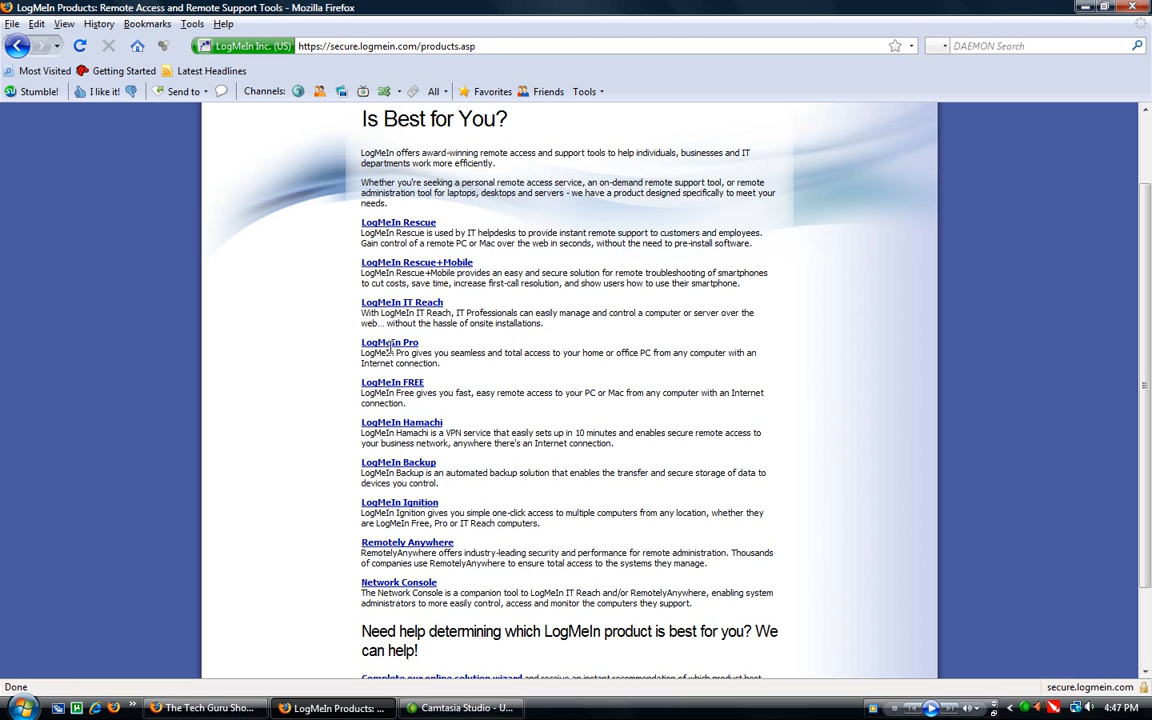 LogMeIn Products: Remote Access and Remote Support Tools - Mozilla Firefox
File Edit View History Bookmarks Tools Help
LogMeIn Inc. (US) https://secure.logmein.com/products.asp DAEMON Search
Most Visited Getting Started Latest Headlines
Stumble! I like it! Send to Channels: All Favorites Friends Tools
Is Best for You?
LogMeIn offers award-winning remote access and support tools to help individuals, businesses and IT
departments work more efficiently.
Whether you're seeking a personal remote access service, an on-demand remote support tool, or remote
administration tool for laptops, desktops and servers - we have a product designed specifically to meet your
needs.
LogMeIn Rescue
LogMeIn Rescue is used by IT helpdesks to provide instant remote support to customers and employees.
Gain control of a remote PC or Mac over the web in seconds, without the need to pre-install software.
LogMeIn Rescue+Mobile
LogMeIn Rescue+Mobile provides an easy and secure solution for remote troubleshooting of smartphones
to cut costs, save time, increase first-call resolution, and show users how to use their smartphone.
LogMeIn IT Reach
With LogMeIn IT Reach, IT Professionals can easily manage and control a computer or server over the
web... without the hassle of onsite installations.
LogMeIn Pro
LogMeIn Pro gives you seamless and total access to your home or office PC from any computer with an
Internet connection.
LogMeIn FREE
LogMeIn Free gives you fast, easy remote access to your PC or Mac from any computer with an Internet
connection.
LogMeIn Hamachi
LogMeIn Hamachi is a VPN service that easily sets up in 10 minutes and enables secure remote access to
your business network, anywhere there's an Internet connection.
LogMeIn Backup
LogMeIn Backup is an automated backup solution that enables the transfer and secure storage of data to
devices you control.
LogMeIn Ignition
LogMeIn Ignition gives you simple one-click access to multiple computers from any location, whether they
are LogMeIn Free, Pro or IT Reach computers.
Remotely Anywhere
RemotelyAnywhere offers industry-leading security and performance for remote administration. Thousands
of companies use RemotelyAnywhere to ensure total access to the systems they manage.
Network Console
The Network Console is a companion tool to LogMeIn IT Reach and/or RemotelyAnywhere, enabling system
administrators to more easily control, access and monitor the computers they support.
Need help determining which LogMeIn product is best for you? We
can help!
Complete our online solution wizard and receive an instant recommendation of which product best
Done secure.logmein.com
The Tech Guru Sho... LogMeIn Products: ... Camtasia Studio - U... 4:47 PM